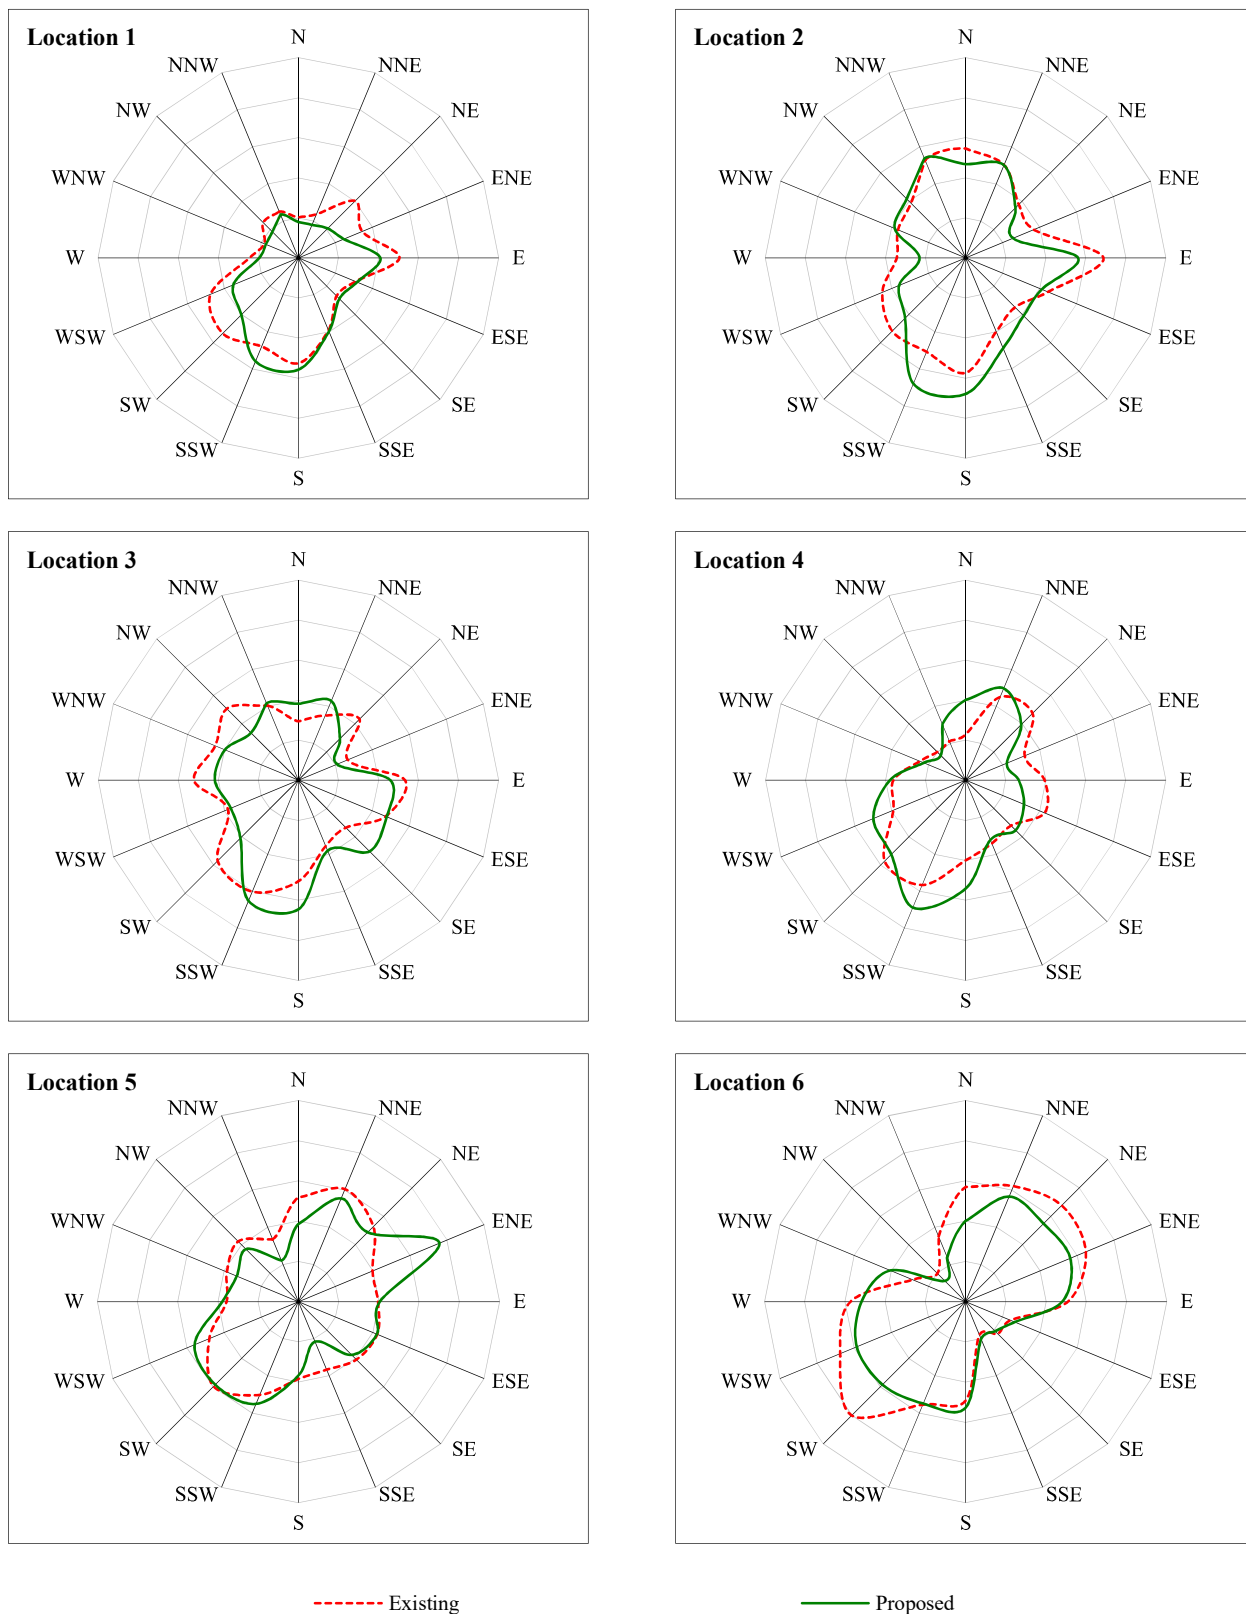 Location 1
N
NNW
NNE
NW
NE
WNW
ENE
W
E
WSW
ESE
SW
SE
SSW
SSE
S
Location 2
N
NNW
NNE
NW
NE
WNW
ENE
W
E
WSW
ESE
SW
SE
SSW
SSE
S
Location 3
N
NNW
NNE
NW
NE
WNW
ENE
W
E
WSW
ESE
SW
SE
SSW
SSE
S
Location 4
N
NNW
NNE
NW
NE
WNW
ENE
W
E
WSW
ESE
SW
SE
SSW
SSE
S
Location 5
N
NNW
NNE
NW
NE
WNW
ENE
W
E
WSW
ESE
SW
SE
SSW
SSE
S
Location 6
N
NNW
NNE
NW
NE
WNW
ENE
W
E
WSW
ESE
SW
SE
SSW
SSE
S
Existing
Proposed